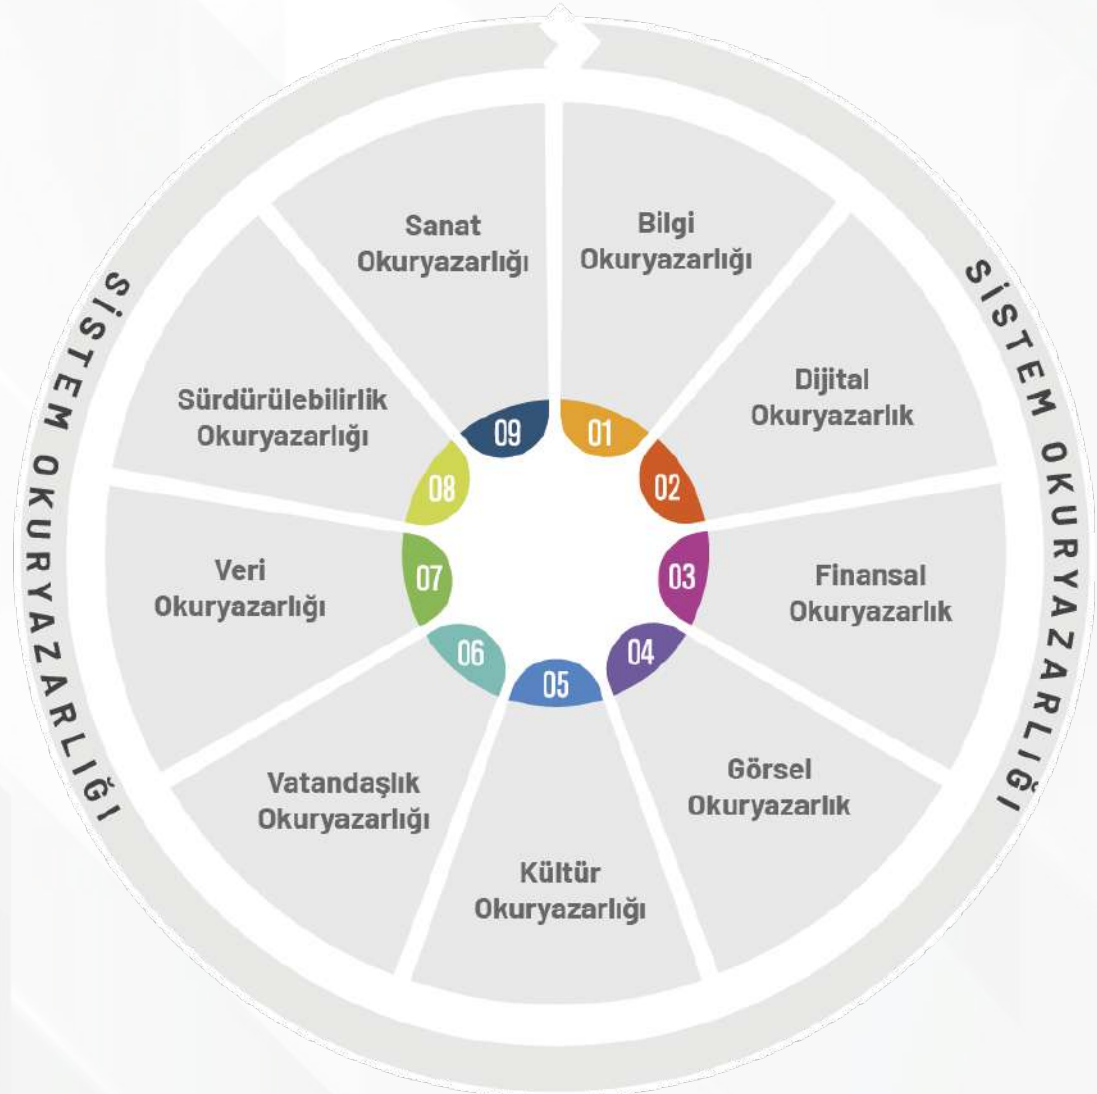 SİSTEM OKURYAZARLIĞI
SİSTEM OKURYAZARLIĞI
01
Bilgi
Okuryazarlığı
02
Dijital
Okuryazarlık
03
Finansal
Okuryazarlık
04
Görsel
Okuryazarlık
05
Kültür
Okuryazarlığı
06
Vatandaşlık
Okuryazarlığı
07
Veri
Okuryazarlığı
08
Sürdürülebilirlik
Okuryazarlığı
09
Sanat
Okuryazarlığı